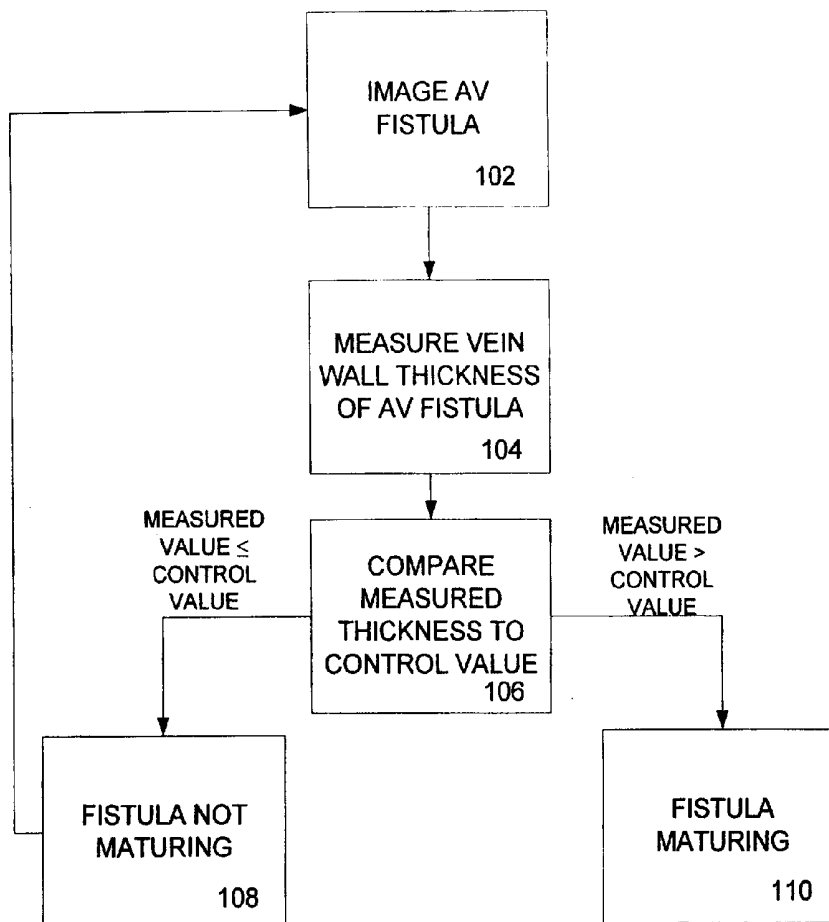 IMAGE AV
FISTULA
102
MEASURE VEIN
WALL THICKNESS
OF AV FISTULA
104
MEASURED
VALUE ≤
CONTROL
VALUE
COMPARE
MEASURED
THICKNESS TO
CONTROL VALUE
106
MEASURED
VALUE >
CONTROL
VALUE
FISTULA NOT
MATURING
108
FISTULA
MATURING
110